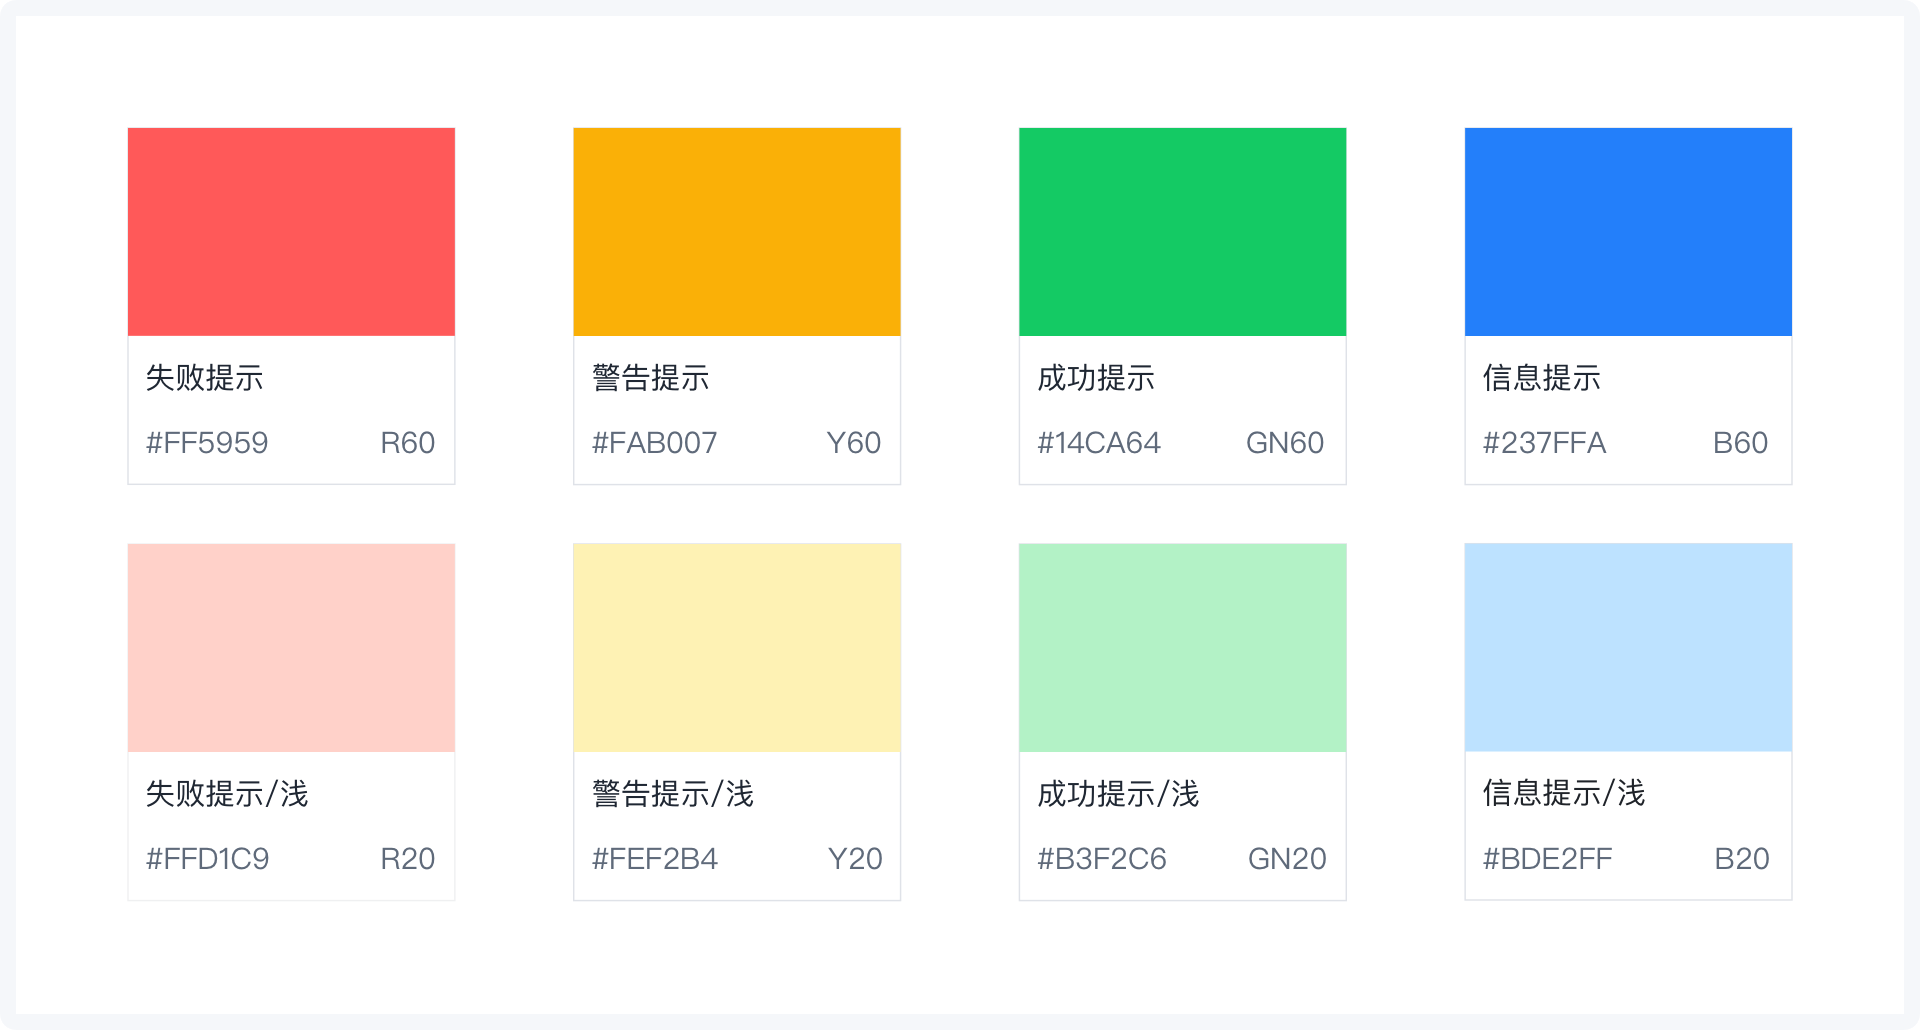 失败提示
#FF5959 R60
警告提示
#FAB007 Y60
成功提示
#14CA64 GN60
信息提示
#237FFA B60
失败提示/浅
#FFD1C9 R20
警告提示/浅
#FEF2B4 Y20
成功提示/浅
#B3F2C6 GN20
信息提示/浅
#BDE2FF B20